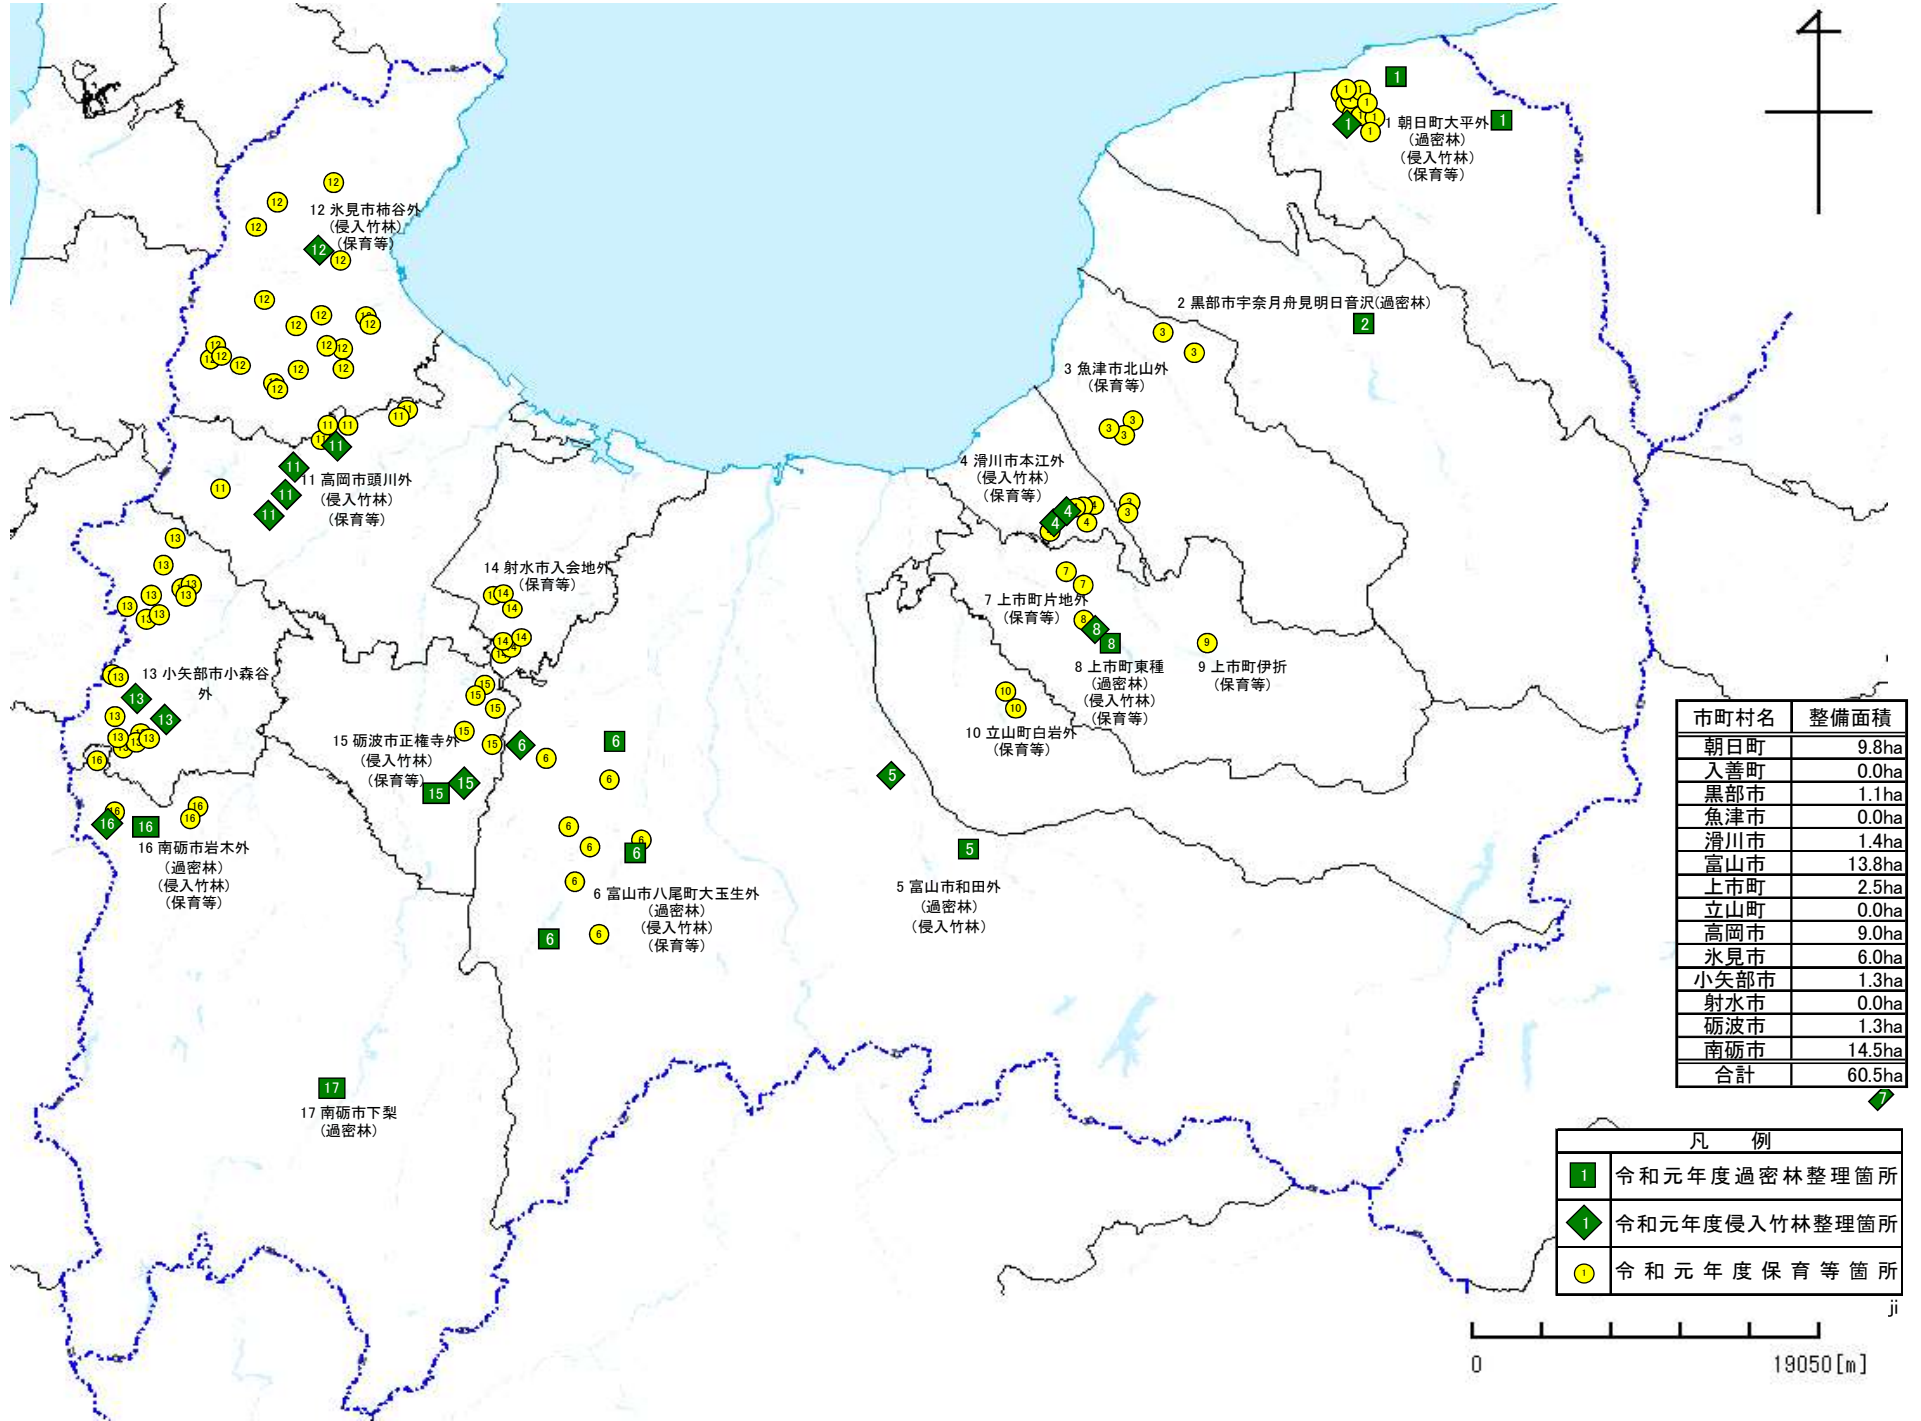 1 朝日町大平外
(過密林)
(侵入竹林)
(保育等)
12 氷見市柿谷外
(侵入竹林)
(保育等)
2 黒部市宇奈月舟見明日音沢(過密林)
3 魚津市北山外
(保育等)
4 滑川市本江外
(侵入竹林)
(保育等)
11 高岡市頭川外
(侵入竹林)
(保育等)
14 射水市入会地外
(保育等)
7 上市町片地外
(保育等)
8 上市町東種
(過密林)
(侵入竹林)
(保育等)
9 上市町伊折
(保育等)
13 小矢部市小森谷
外
10 立山町白岩外
(保育等)
15 砺波市正権寺外
(侵入竹林)
(保育等)
16 南砺市岩木外
(過密林)
(侵入竹林)
(保育等)
6 富山市八尾町大玉生外
(過密林)
(侵入竹林)
(保育等)
5 富山市和田外
(過密林)
(侵入竹林)
17
17 南砺市下梨
(過密林)
市町村名 整備面積
朝日町 9.8ha
入善町 0.0ha
黒部市 1.1ha
魚津市 0.0ha
滑川市 1.4ha
富山市 13.8ha
上市町 2.5ha
立山町 0.0ha
高岡市 9.0ha
氷見市 6.0ha
小矢部市 1.3ha
射水市 0.0ha
砺波市 1.3ha
南砺市 14.5ha
合計 60.5ha
7
凡 例
1 令和元年度過密林整理箇所
1 令和元年度侵入竹林整理箇所
1 令和元年度保育等箇所
ji
0 19050[m]